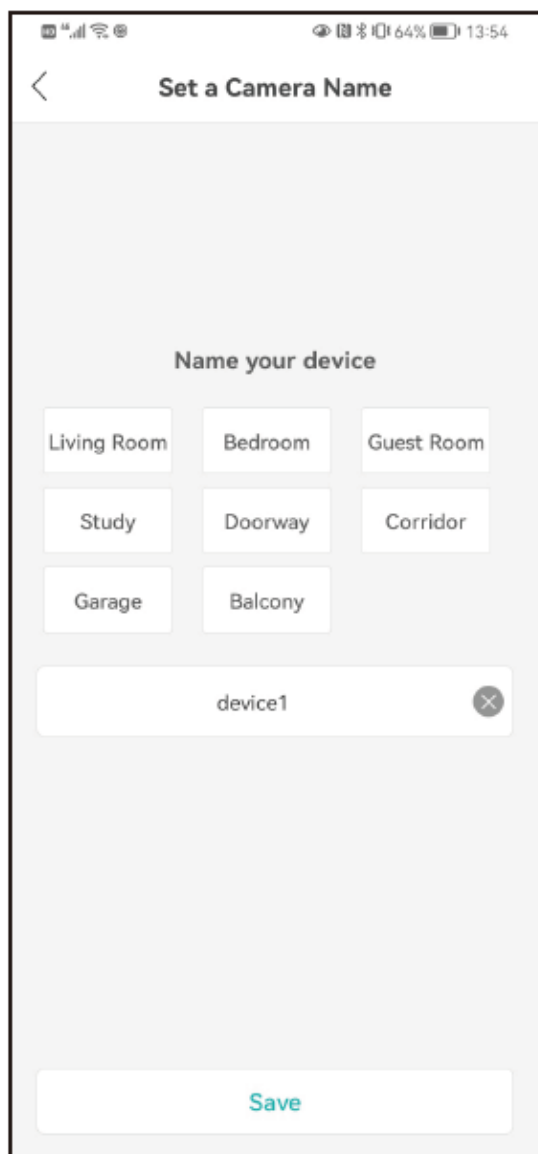 64% 13:54
Set a Camera Name
Name your device
Living Room Bedroom Guest Room
Study Doorway Corridor
Garage Balcony
device1
Save